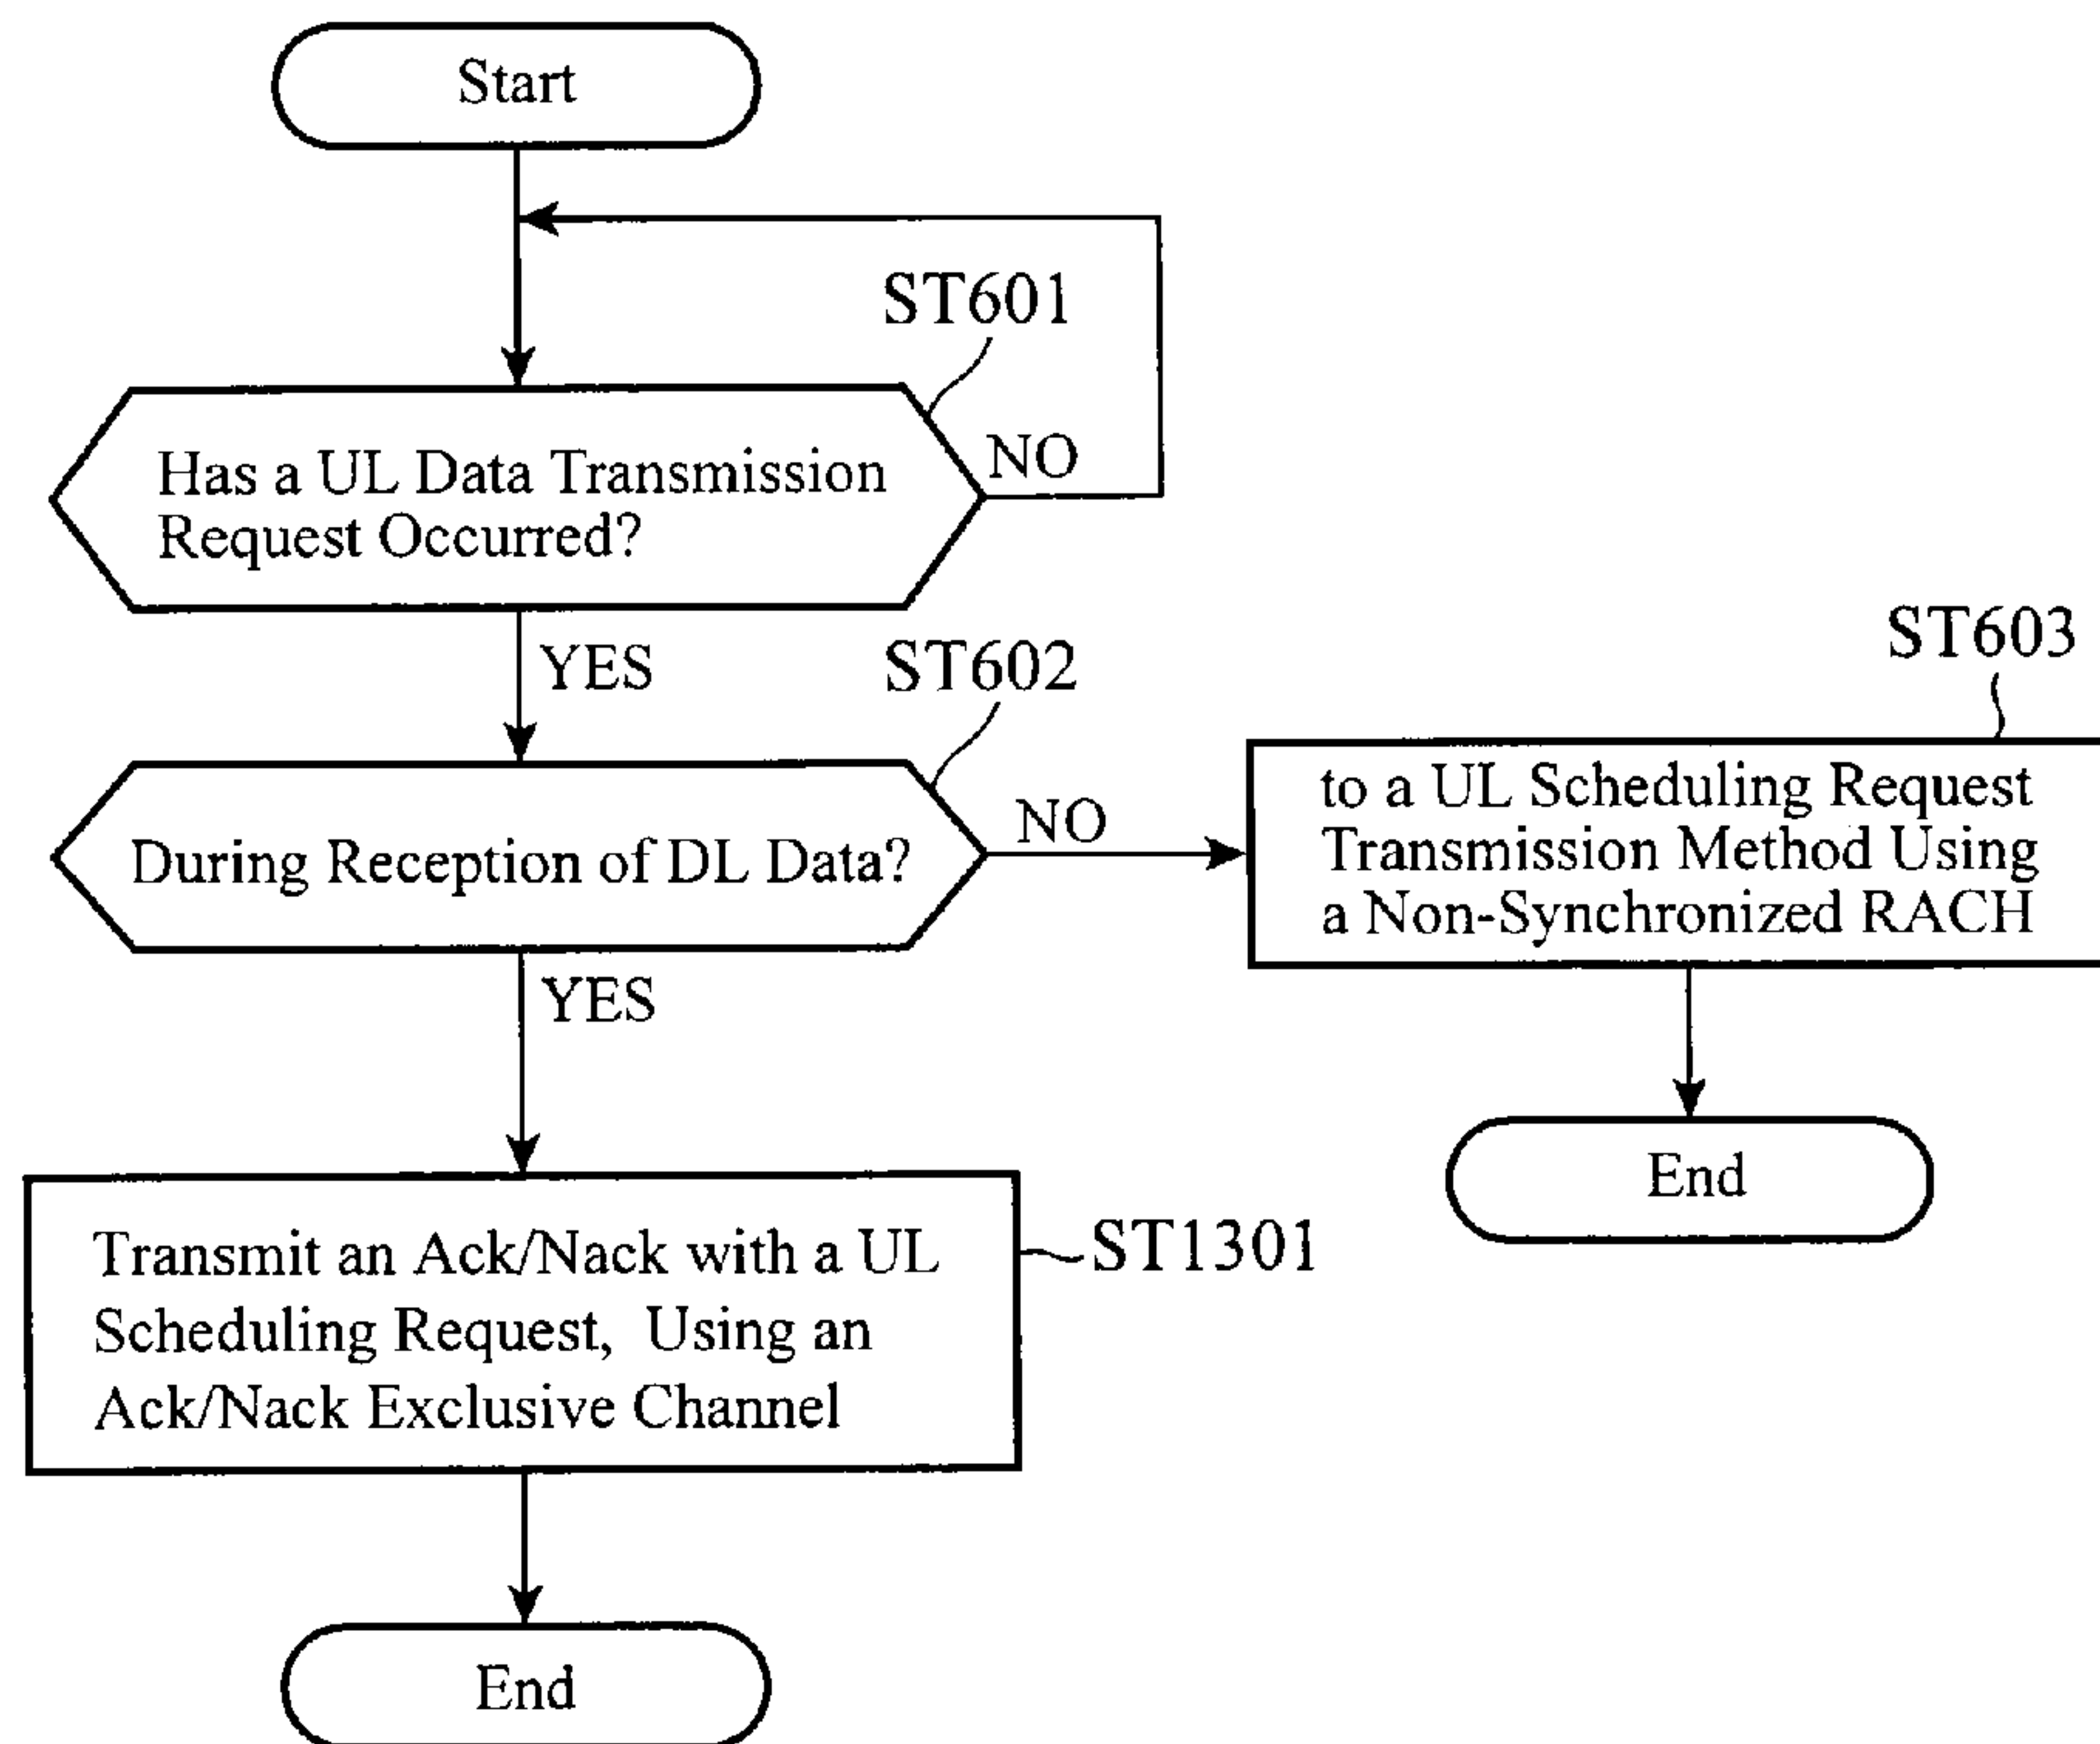 Start
ST601
Has a UL Data Transmission
Request Occurred?
NO
YES
ST602
During Reception of DL Data?
NO
ST603
to a UL Scheduling Request
Transmission Method Using
a Non-Synchronized RACH
End
YES
Transmit an Ack/Nack with a UL
Scheduling Request, Using an
Ack/Nack Exclusive Channel
ST1301
End